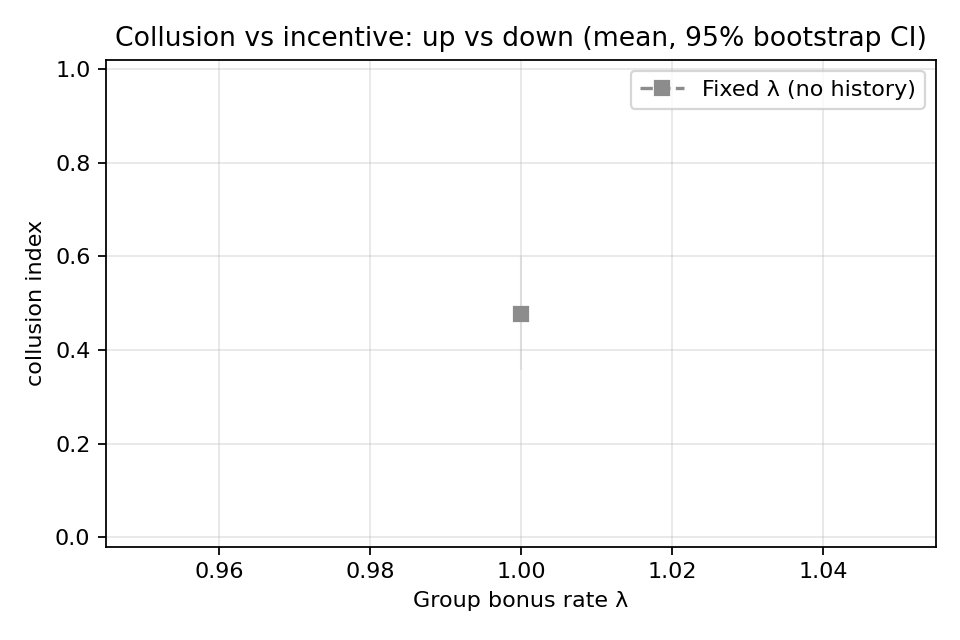 Collusion vs incentive: up vs down (mean, 95% bootstrap CI)
Fixed λ (no history)
collusion index
1.0
0.8
0.6
0.4
0.2
0.0
0.96 0.98 1.00 1.02 1.04
Group bonus rate λ